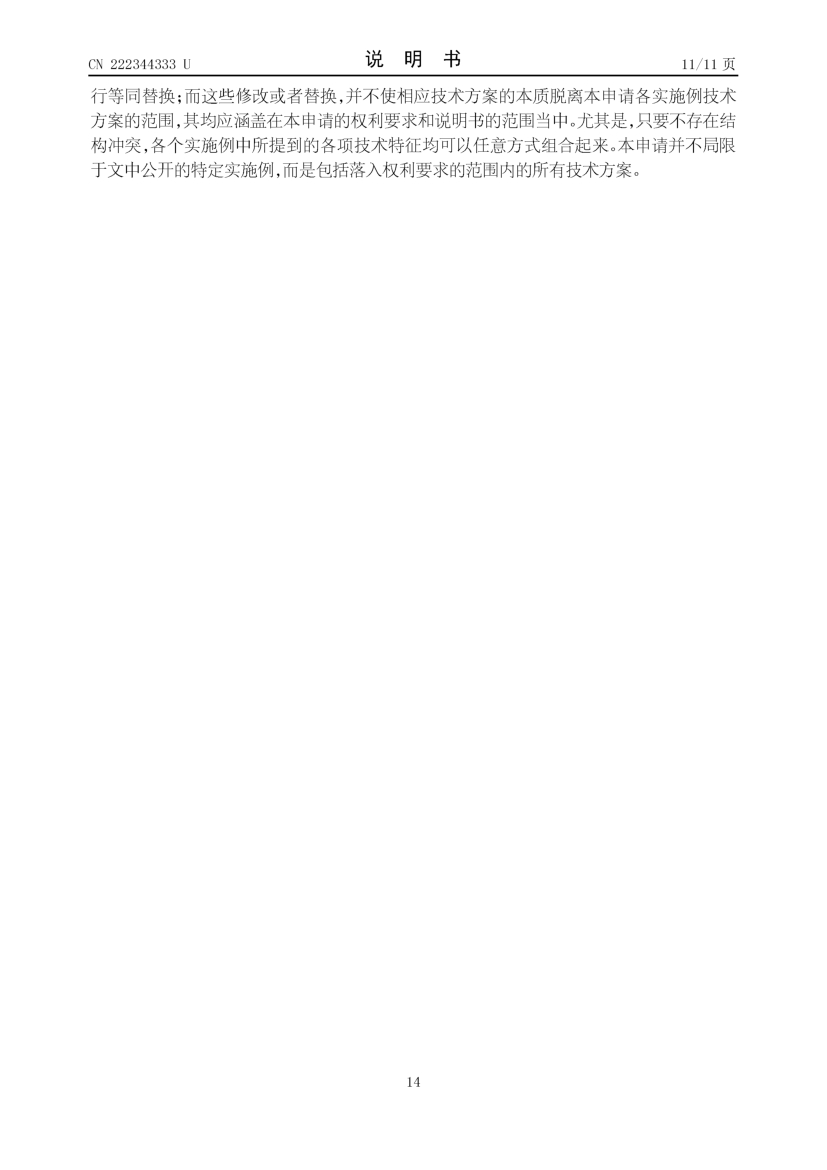 CN 222344333 U
说 明 书
11/11 页
行等同替换;而这些修改或者替换,并不使相应技术方案的本质脱离本申请各实施例技术
方案的范围,其均应涵盖在本申请的权利要求和说明书的范围当中。尤其是,只要不存在结
构冲突,各个实施例中所提到的各项技术特征均可以任意方式组合起来。本申请并不局限
于文中公开的特定实施例,而是包括落入权利要求的范围内的所有技术方案。
14